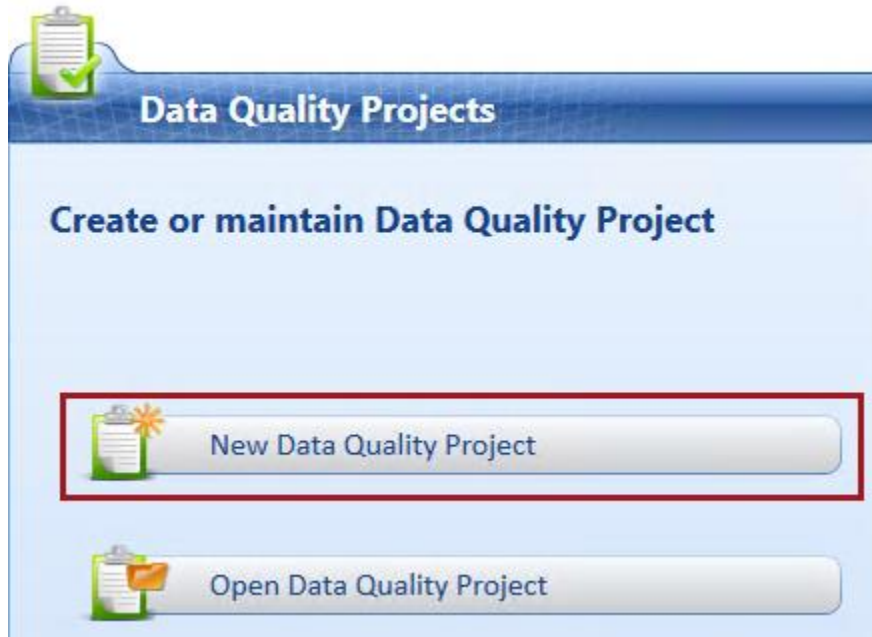 Data Quality Projects
Create or maintain Data Quality Project
New Data Quality Project
Open Data Quality Project